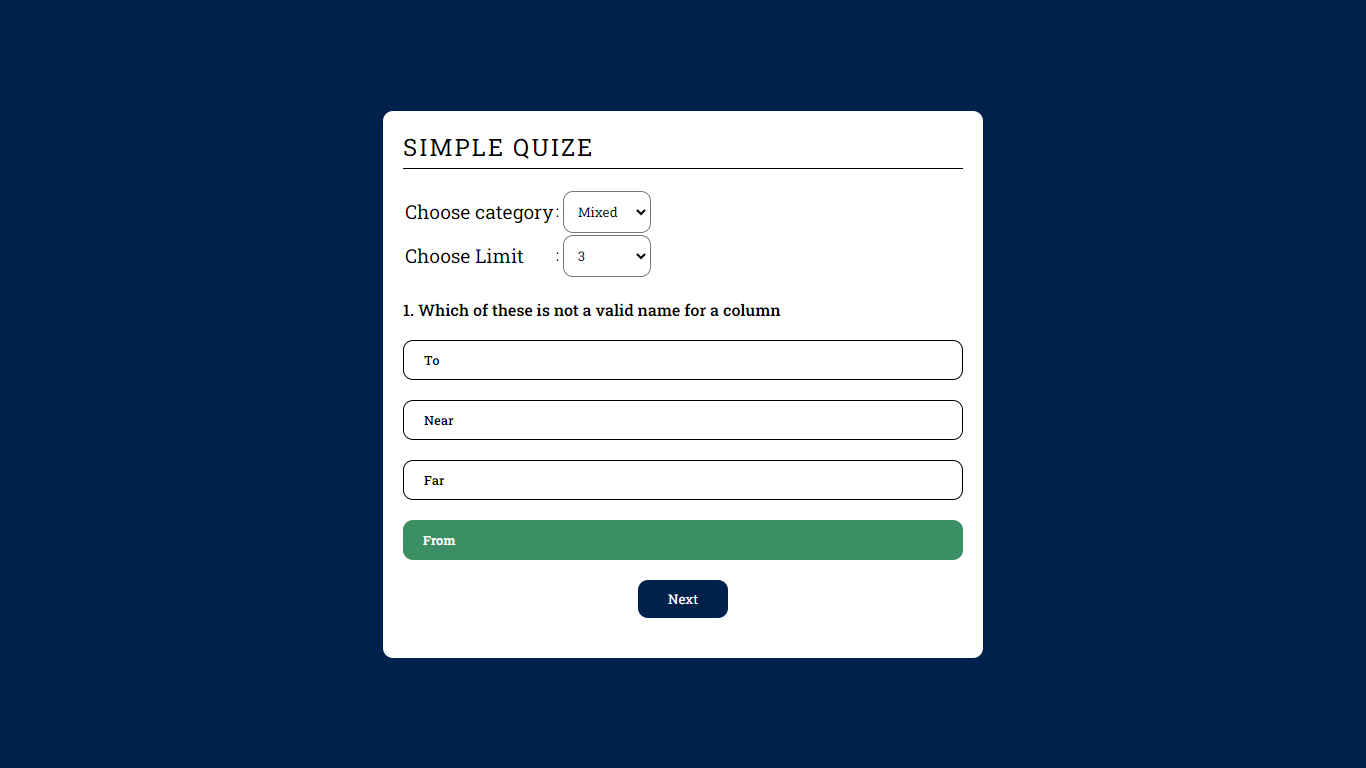 SIMPLE QUIZE
Choose category : Mixed
Choose Limit : 3
1. Which of these is not a valid name for a column
To
Near
Far
From
Next